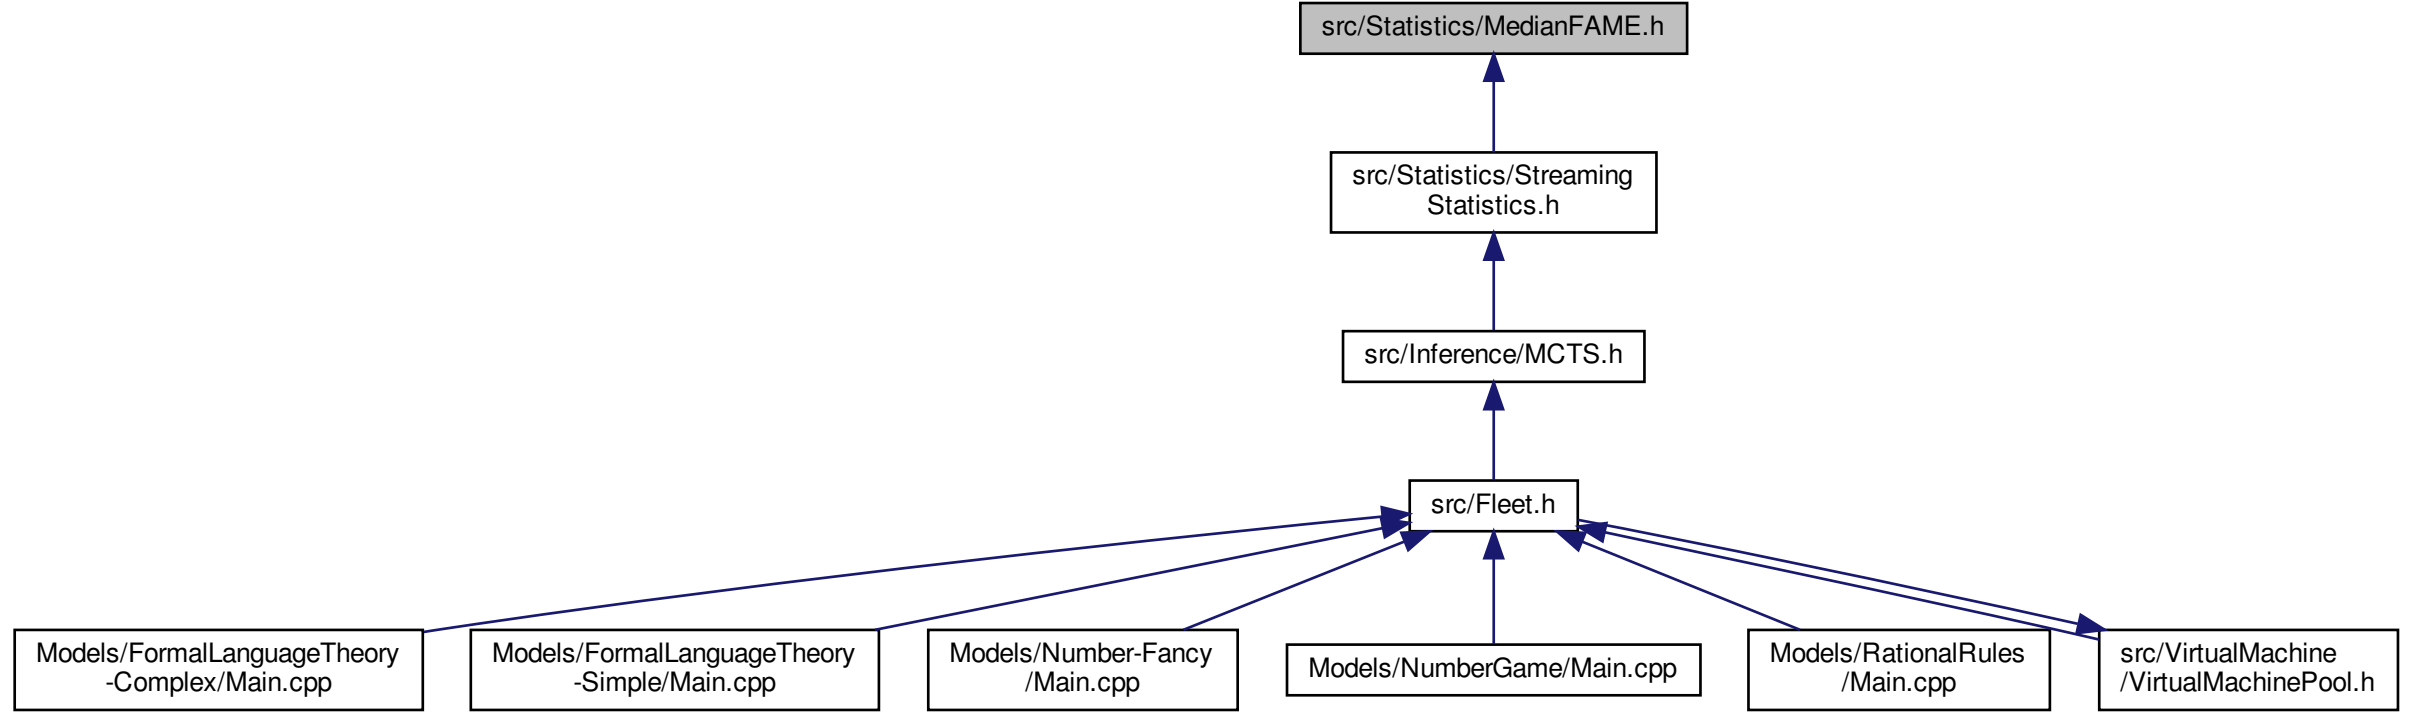 src/Statistics/MedianFAME.h
src/Statistics/Streaming
Statistics.h
src/Inference/MCTS.h
src/Fleet.h
Models/FormalLanguageTheory
-Complex/Main.cpp
Models/FormalLanguageTheory
-Simple/Main.cpp
Models/Number-Fancy
/Main.cpp
Models/NumberGame/Main.cpp
Models/RationalRules
/Main.cpp
src/VirtualMachine
/VirtualMachinePool.h